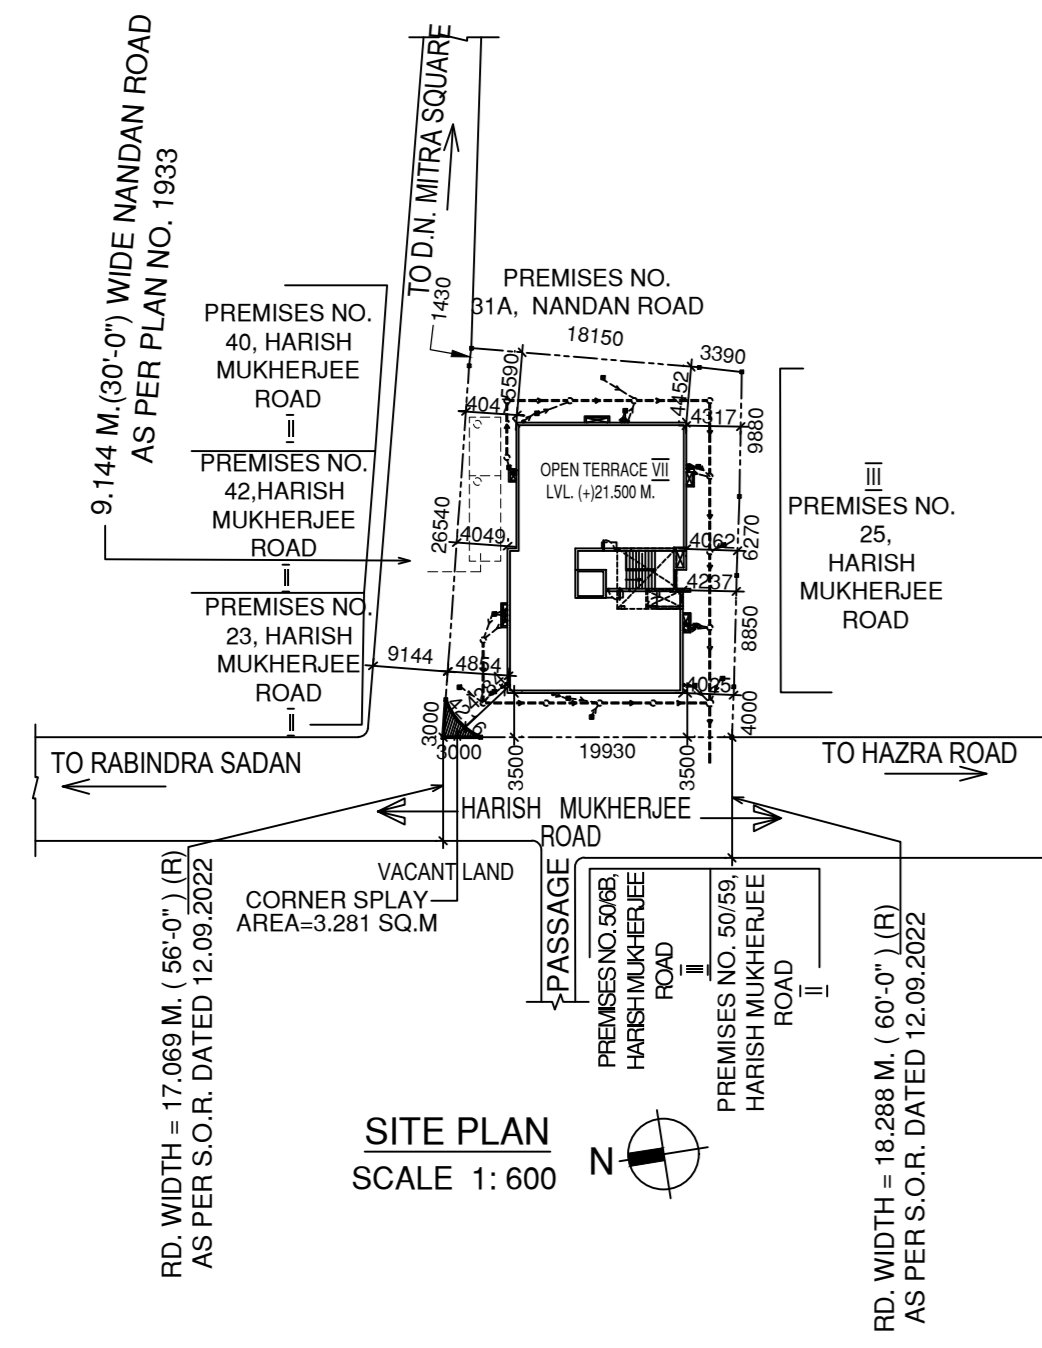 9.144 M.(30'-0") WIDE NANDAN ROAD
AS PER PLAN NO. 1933
TO D.N. MITRA SQUARE
1430
PREMISES NO.
31A, NANDAN ROAD
18150
3390
5590
4452
4317
9880
PREMISES NO.
40, HARISH
MUKHERJEE
ROAD
II
PREMISES NO.
42,HARISH
MUKHERJEE
ROAD
II
PREMISES NO.
23, HARISH
MUKHERJEE
ROAD
II
OPEN TERRACE VII
LVL. (+)21.500 M.
26540
4049
4062
6270
4237
8850
III
PREMISES NO.
25,
HARISH
MUKHERJEE
ROAD
9144
4854
4025
4000
3000
3000
3500
19930
3500
TO RABINDRA SADAN
TO HAZRA ROAD
HARISH MUKHERJEE
ROAD
VACANT LAND
CORNER SPLAY
AREA=3.281 SQ.M
PASSAGE
PREMISES NO. 50/6B,
HARISH MUKHERJEE
ROAD
III
PREMISES NO. 50/59,
HARISH MUKHERJEE
ROAD
II
RD. WIDTH = 17.069 M. ( 56'-0" ) (R)
AS PER S.O.R. DATED 12.09.2022
RD. WIDTH = 18.288 M. ( 60'-0" ) (R)
AS PER S.O.R. DATED 12.09.2022
SITE PLAN
SCALE 1: 600
N